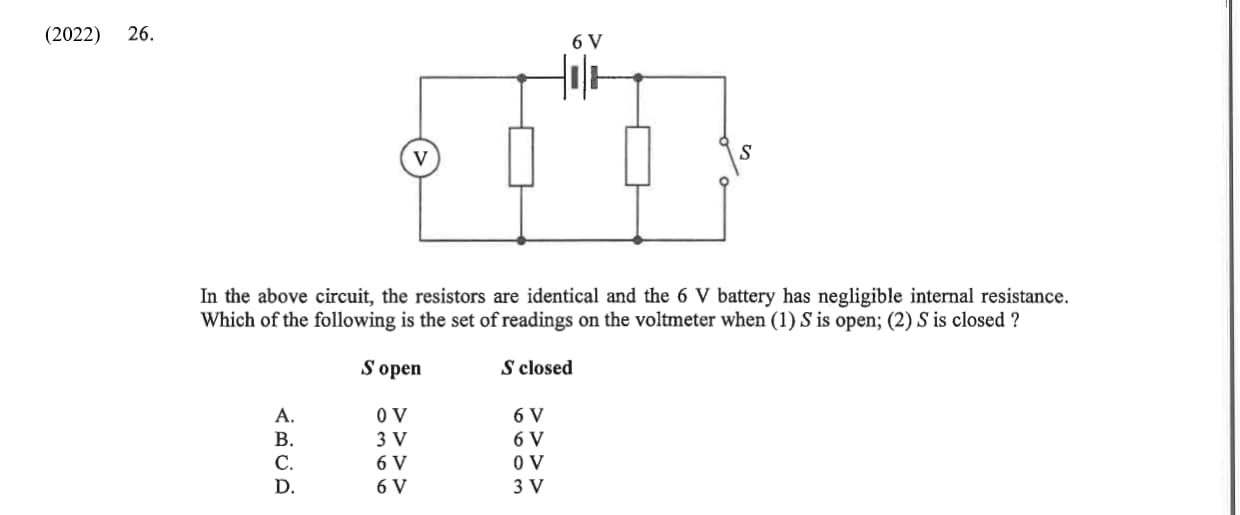 (2022) 26.
6 V
V
S
In the above circuit, the resistors are identical and the 6 V battery has negligible internal resistance.
Which of the following is the set of readings on the voltmeter when (1) S is open; (2) S is closed ?
S open S closed
A. 0 V 6 V
B. 3 V 6 V
C. 6 V 0 V
D. 6 V 3 V